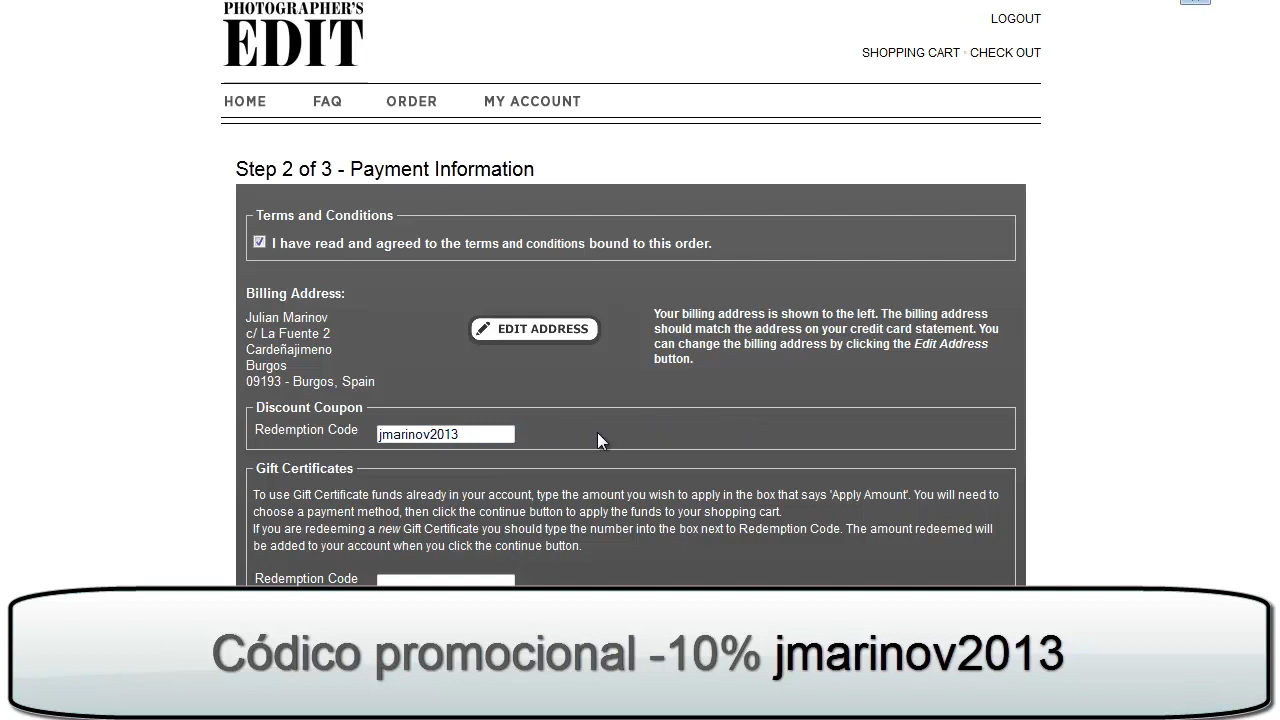 PHOTOGRAPHER'S
EDIT
LOGOUT
SHOPPING CART · CHECK OUT
HOME FAQ ORDER MY ACCOUNT
Step 2 of 3 - Payment Information
Terms and Conditions
I have read and agreed to the terms and conditions bound to this order.
Billing Address:
Julian Marinov
c/ La Fuente 2
Cardeñajimeno
Burgos
09193 - Burgos, Spain
EDIT ADDRESS
Your billing address is shown to the left. The billing address
should match the address on your credit card statement. You
can change the billing address by clicking the Edit Address
button.
Discount Coupon
Redemption Code jmarinov2013
Gift Certificates
To use Gift Certificate funds already in your account, type the amount you wish to apply in the box that says 'Apply Amount'. You will need to
choose a payment method, then click the continue button to apply the funds to your shopping cart.
If you are redeeming a new Gift Certificate you should type the number into the box next to Redemption Code. The amount redeemed will
be added to your account when you click the continue button.
Redemption Code
Códico promocional -10% jmarinov2013